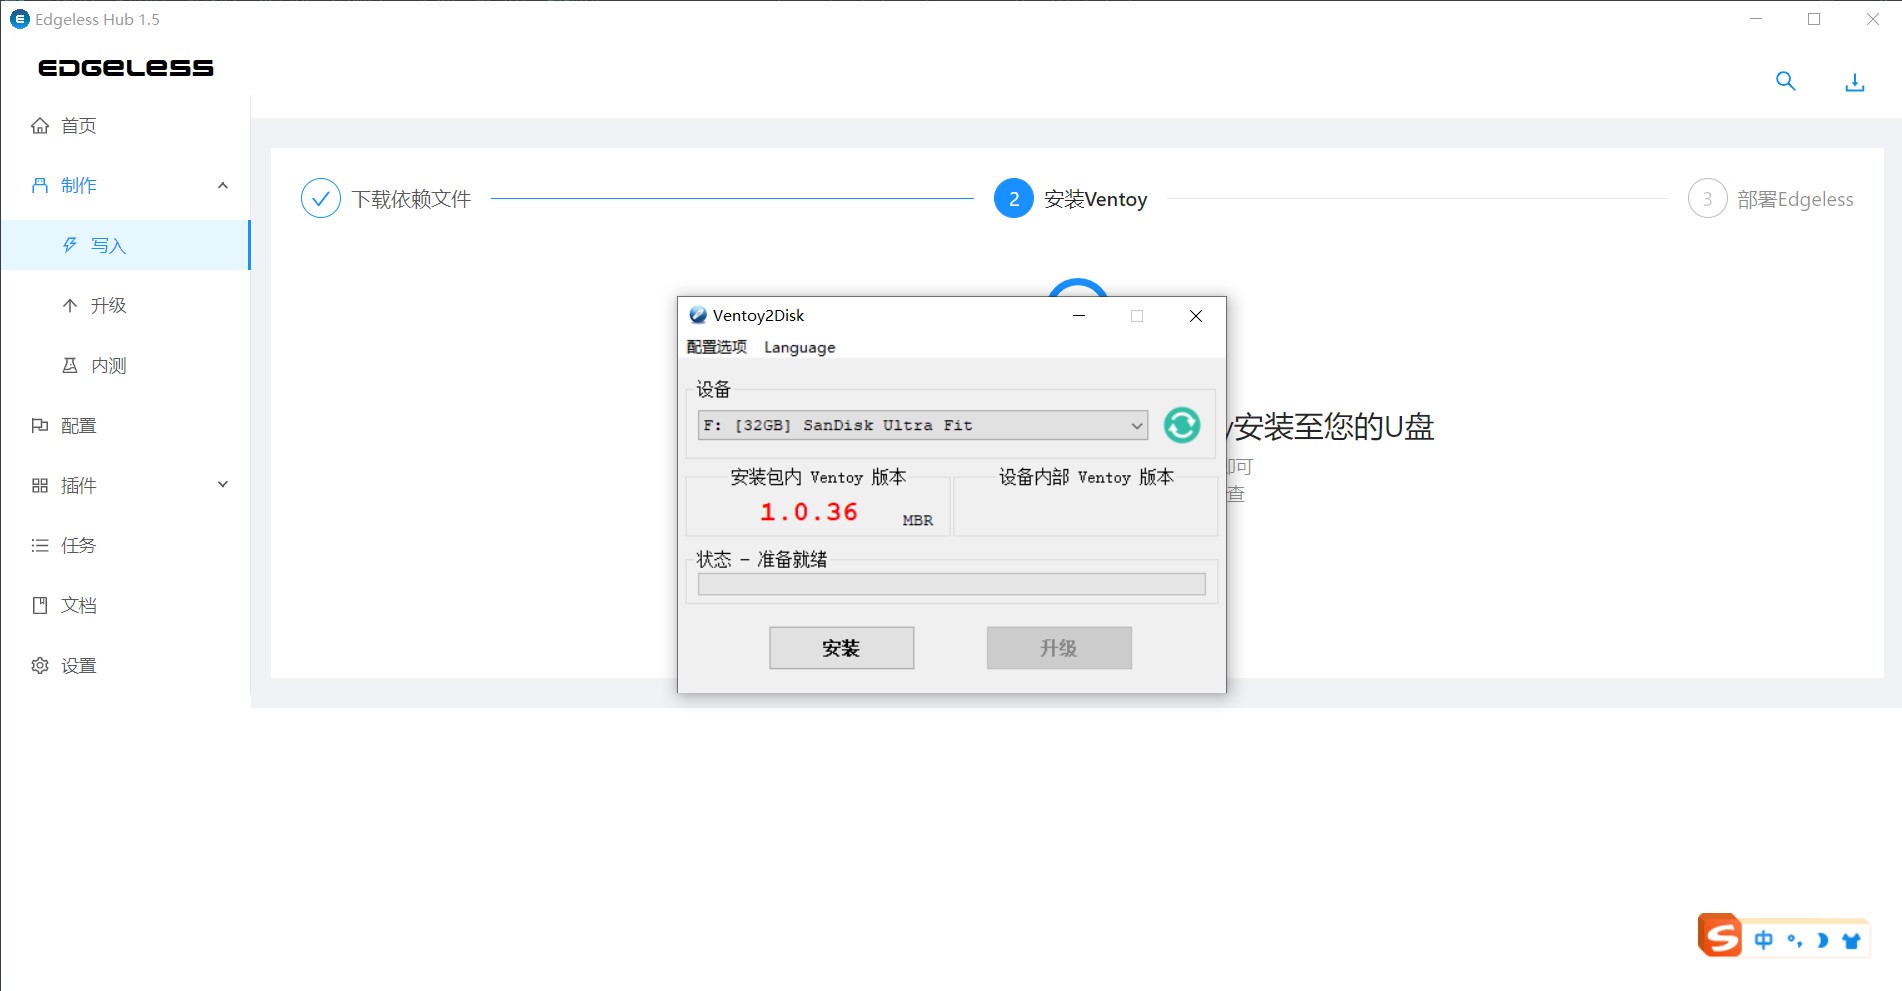 Edgeless Hub 1.5
EDGELESS
首页
制作
写入
升级
内测
配置
插件
任务
文档
设置
下载依赖文件
2 安装Ventoy
3 部署Edgeless
安装至您的U盘
可
查
Ventoy2Disk
配置选项 Language
设备
F: [32GB] SanDisk Ultra Fit
安装包内 Ventoy 版本
1.0.36 MBR
设备内部 Ventoy 版本
状态 - 准备就绪
安装
升级
S 中